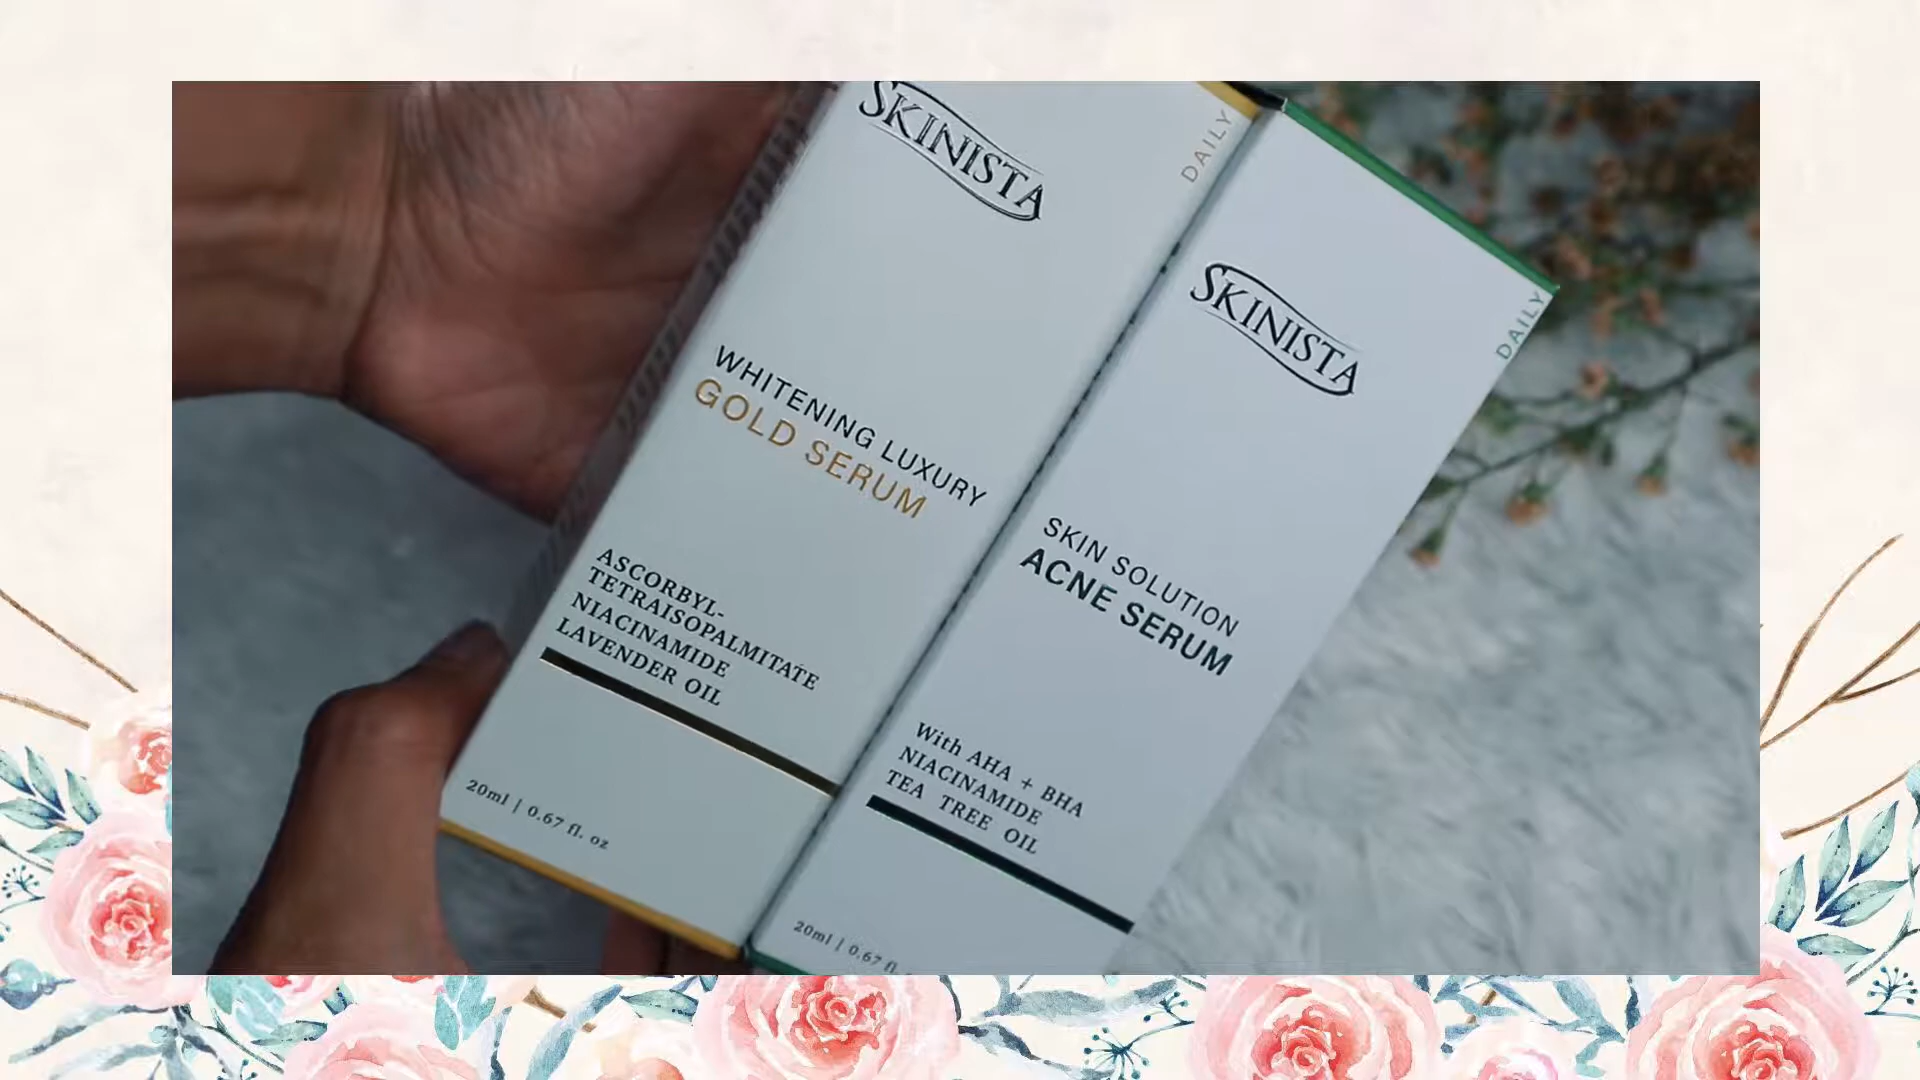 SKINISTA
DAILY
WHITENING LUXURY
GOLD SERUM
ASCORBYL-
TETRAISOPALMITATE
NIACINAMIDE
LAVENDER OIL
20ml | 0.67 fl. oz
SKINISTA
DAILY
SKIN SOLUTION
ACNE SERUM
With AHA + BHA
NIACINAMIDE
TEA TREE OIL
20ml | 0.67 fl.